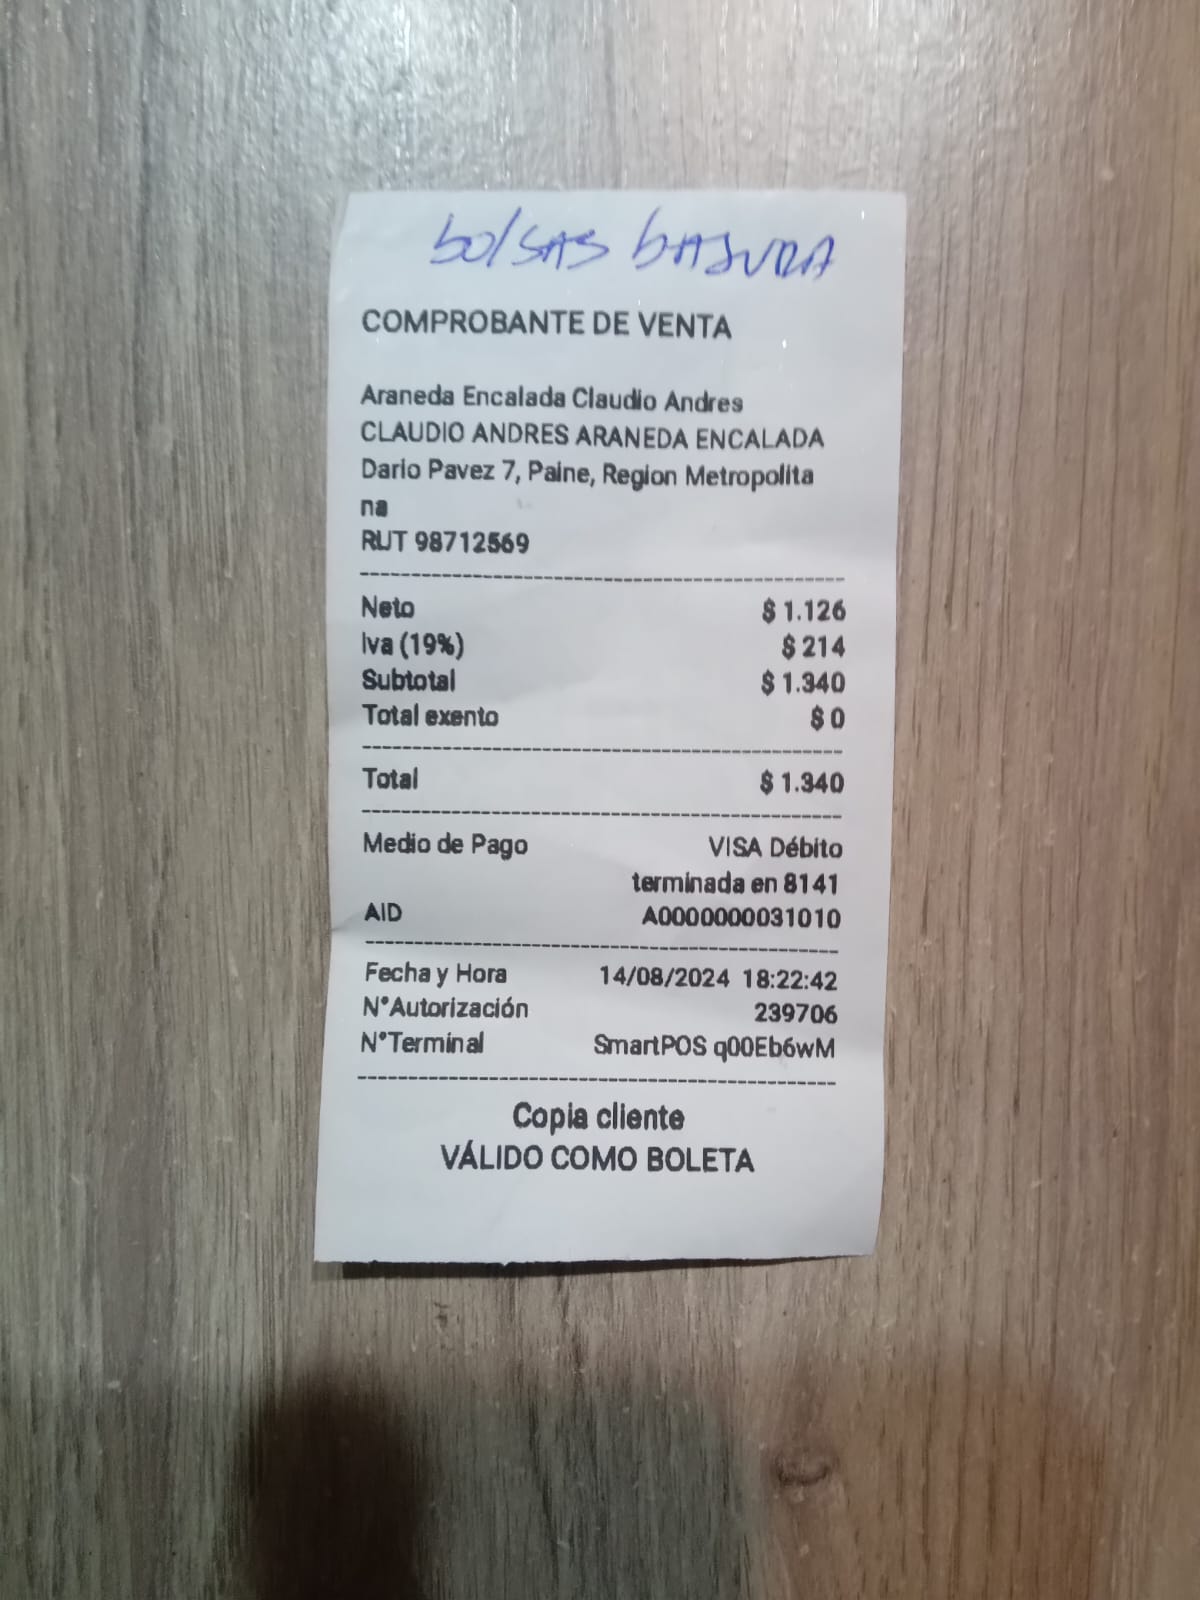 bolsas basura
COMPROBANTE DE VENTA
Araneda Encalada Claudio Andres
CLAUDIO ANDRES ARANEDA ENCALADA
Dario Pavez 7, Paine, Region Metropolita
na
RUT 98712569
Neto $ 1.126
Iva (19%) $ 214
Subtotal $ 1.340
Total exento $ 0
Total $ 1.340
Medio de Pago VISA Débito
terminada en 8141
AID A0000000031010
Fecha y Hora 14/08/2024 18:22:42
N°Autorización 239706
N°Terminal SmartPOS q00Eb6wM
Copia cliente
VÁLIDO COMO BOLETA